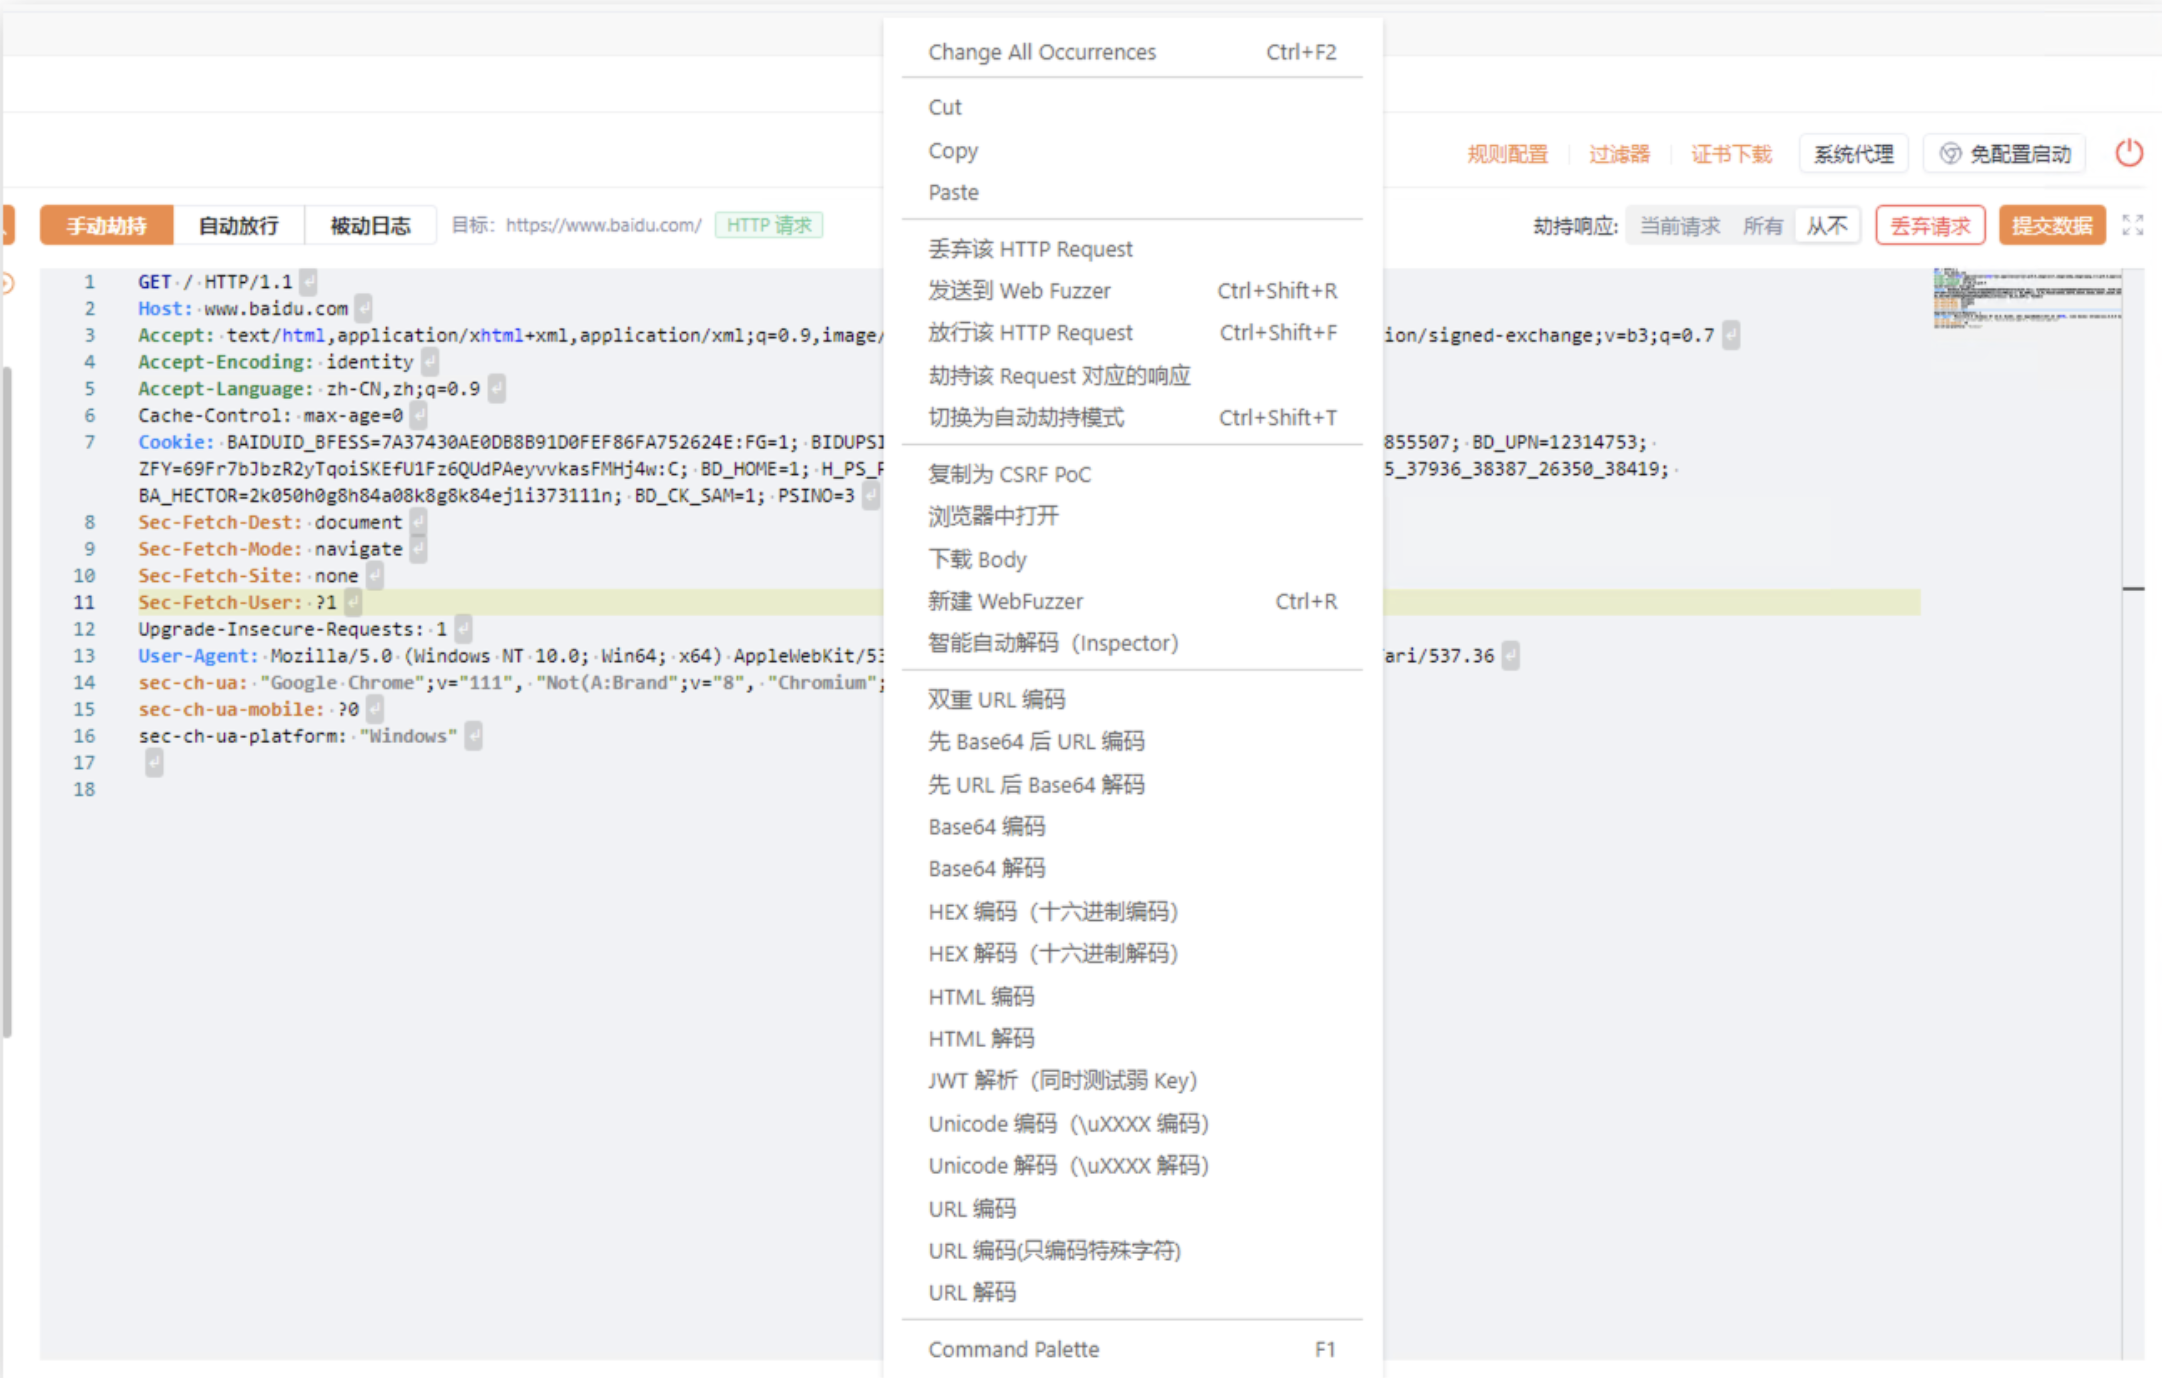 规则配置 过滤器 证书下载 系统代理 免配置启动
手动劫持 自动放行 被动日志 目标: https://www.baidu.com/ HTTP 请求 劫持响应: 当前请求 所有 从不 丢弃请求 提交数据
1 GET / HTTP/1.1
2 Host: www.baidu.com
3 Accept: text/html,application/xhtml+xml,application/xml;q=0.9,image/ ion/signed-exchange;v=b3;q=0.7
4 Accept-Encoding: identity
5 Accept-Language: zh-CN,zh;q=0.9
6 Cache-Control: max-age=0
7 Cookie: BAIDUID_BFESS=7A37430AE0DB8B91D0FEF86FA752624E:FG=1; BIDUPSI 855507; BD_UPN=12314753;
ZFY=69Fr7bJbzR2yTqoiSKEfU1Fz6QUdPAeyvvkasFMHj4w:C; BD_HOME=1; H_PS_P 5_37936_38387_26350_38419;
BA_HECTOR=2k050h0g8h84a08k8g8k84ej1i373111n; BD_CK_SAM=1; PSINO=3
8 Sec-Fetch-Dest: document
9 Sec-Fetch-Mode: navigate
10 Sec-Fetch-Site: none
11 Sec-Fetch-User: ?1
12 Upgrade-Insecure-Requests: 1
13 User-Agent: Mozilla/5.0 (Windows NT 10.0; Win64; x64) AppleWebKit/53 ari/537.36
14 sec-ch-ua: "Google Chrome";v="111", "Not(A:Brand";v="8", "Chromium";
15 sec-ch-ua-mobile: ?0
16 sec-ch-ua-platform: "Windows"
17
18
Change All Occurrences Ctrl+F2
Cut
Copy
Paste
丢弃该 HTTP Request
发送到 Web Fuzzer Ctrl+Shift+R
放行该 HTTP Request Ctrl+Shift+F
劫持该 Request 对应的响应
切换为自动劫持模式 Ctrl+Shift+T
复制为 CSRF PoC
浏览器中打开
下载 Body
新建 WebFuzzer Ctrl+R
智能自动解码（Inspector）
双重 URL 编码
先 Base64 后 URL 编码
先 URL 后 Base64 解码
Base64 编码
Base64 解码
HEX 编码（十六进制编码）
HEX 解码（十六进制解码）
HTML 编码
HTML 解码
JWT 解析（同时测试弱 Key）
Unicode 编码（\uXXXX 编码）
Unicode 解码（\uXXXX 解码）
URL 编码
URL 编码(只编码特殊字符)
URL 解码
Command Palette F1